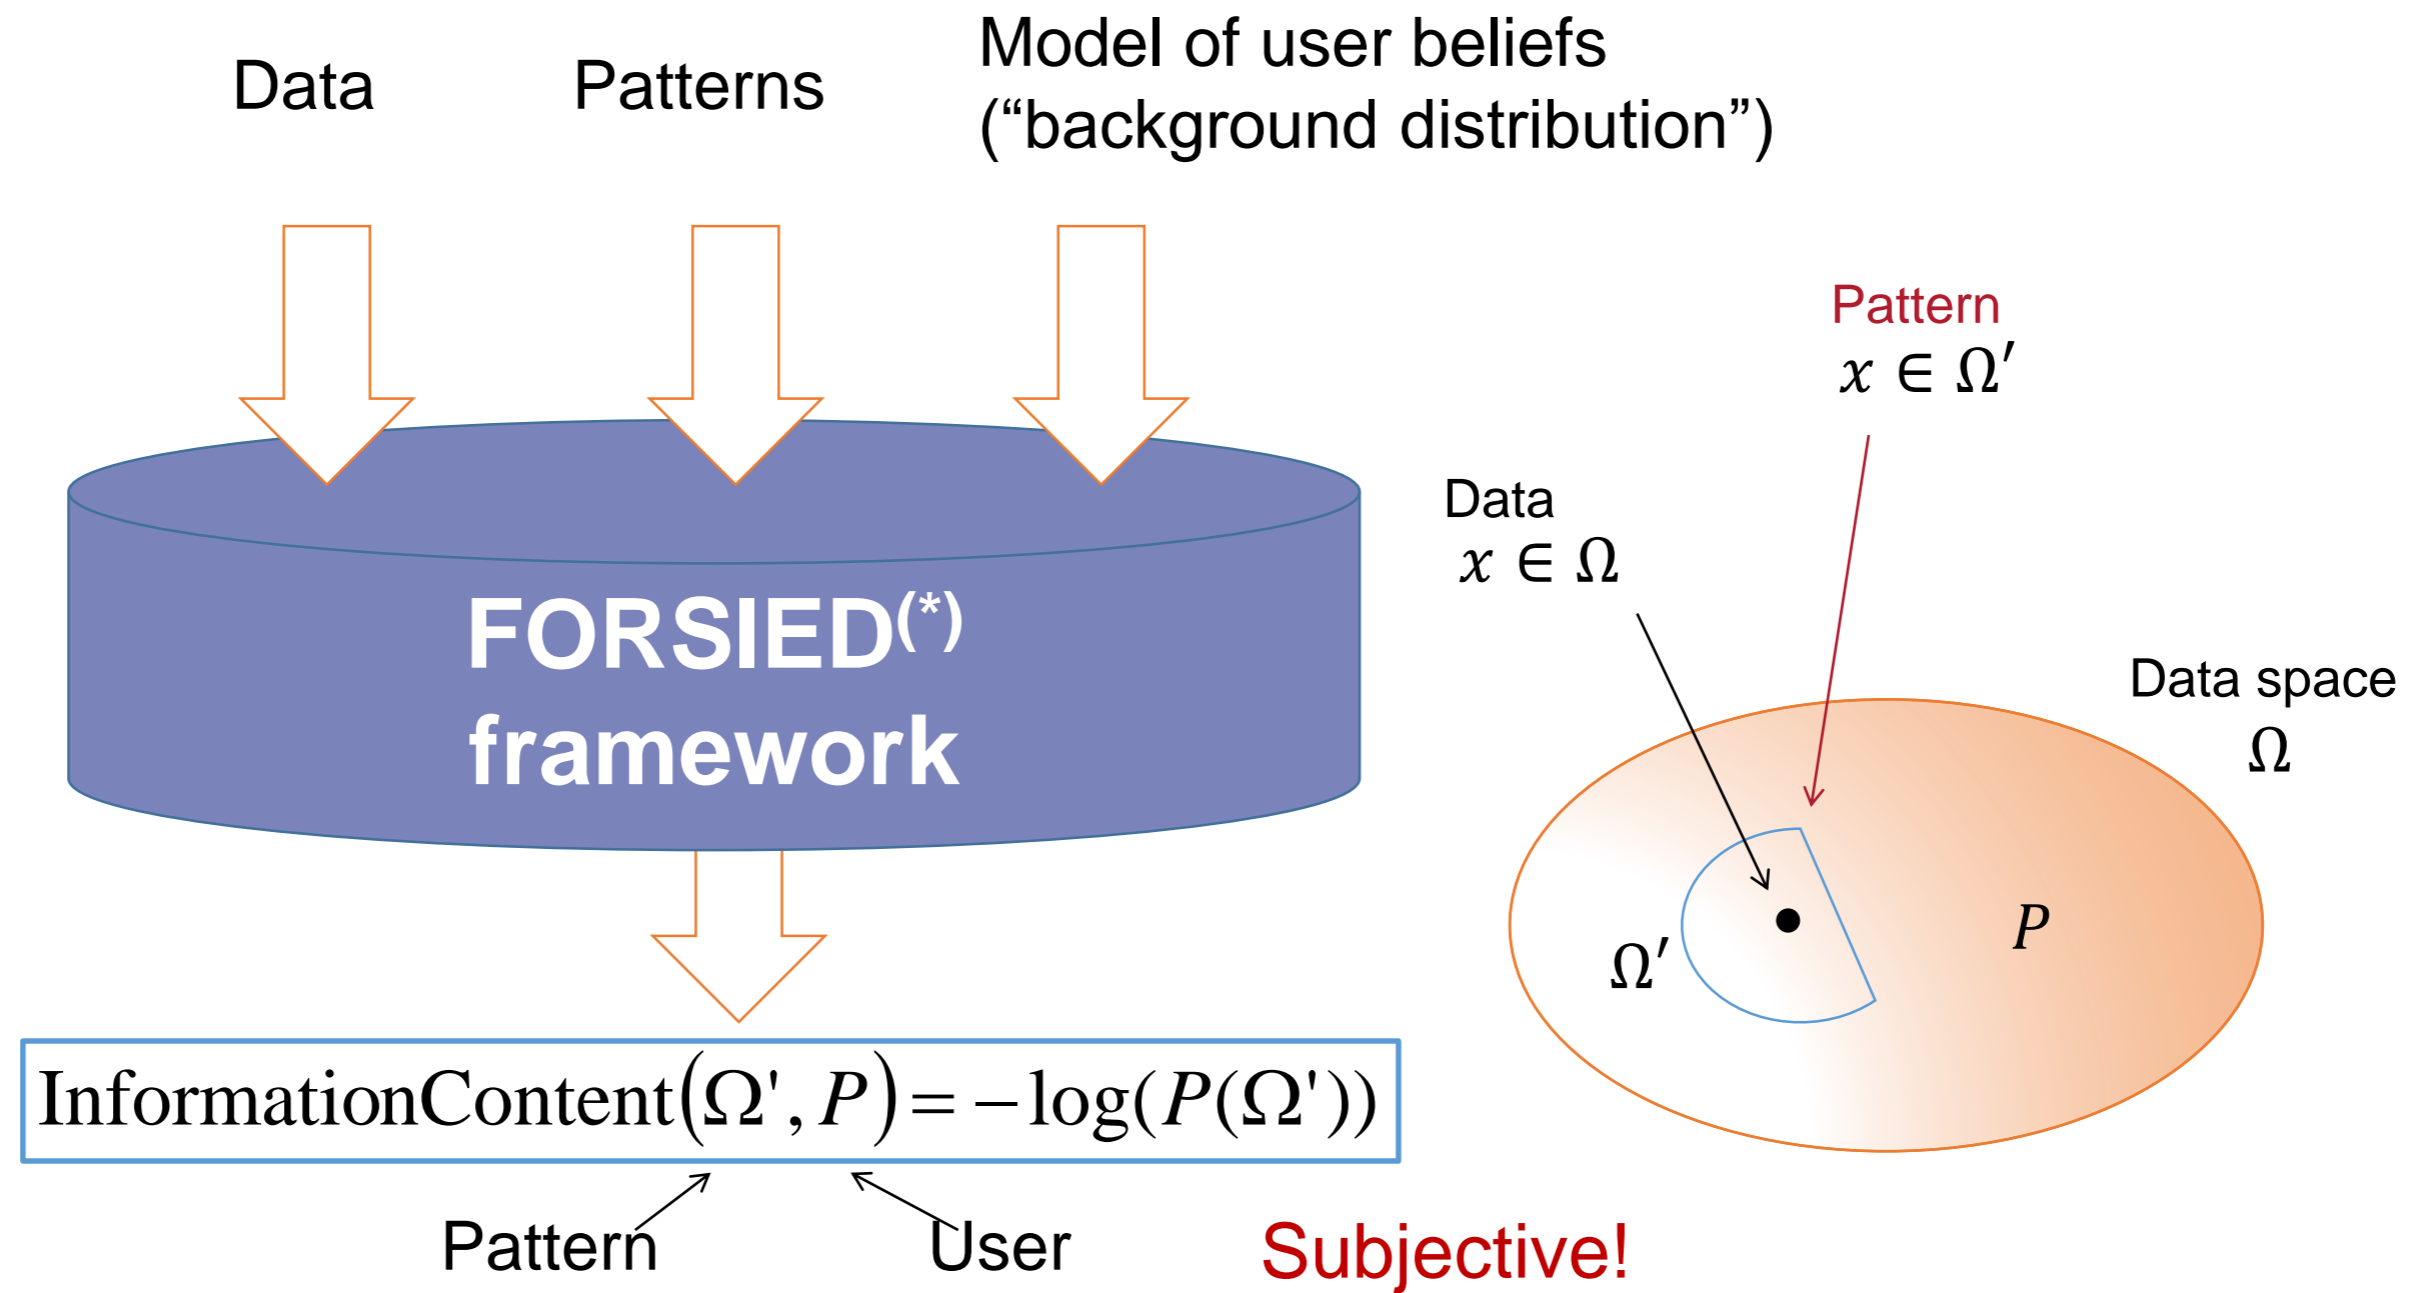 Data
Patterns
Model of user beliefs
(“background distribution”)
FORSIED(*)
framework
InformationContent(Ω', P) = −log(P(Ω'))
Pattern
User
Subjective!
Pattern
x ∈ Ω′
Data
x ∈ Ω
Data space
Ω
Ω′
P